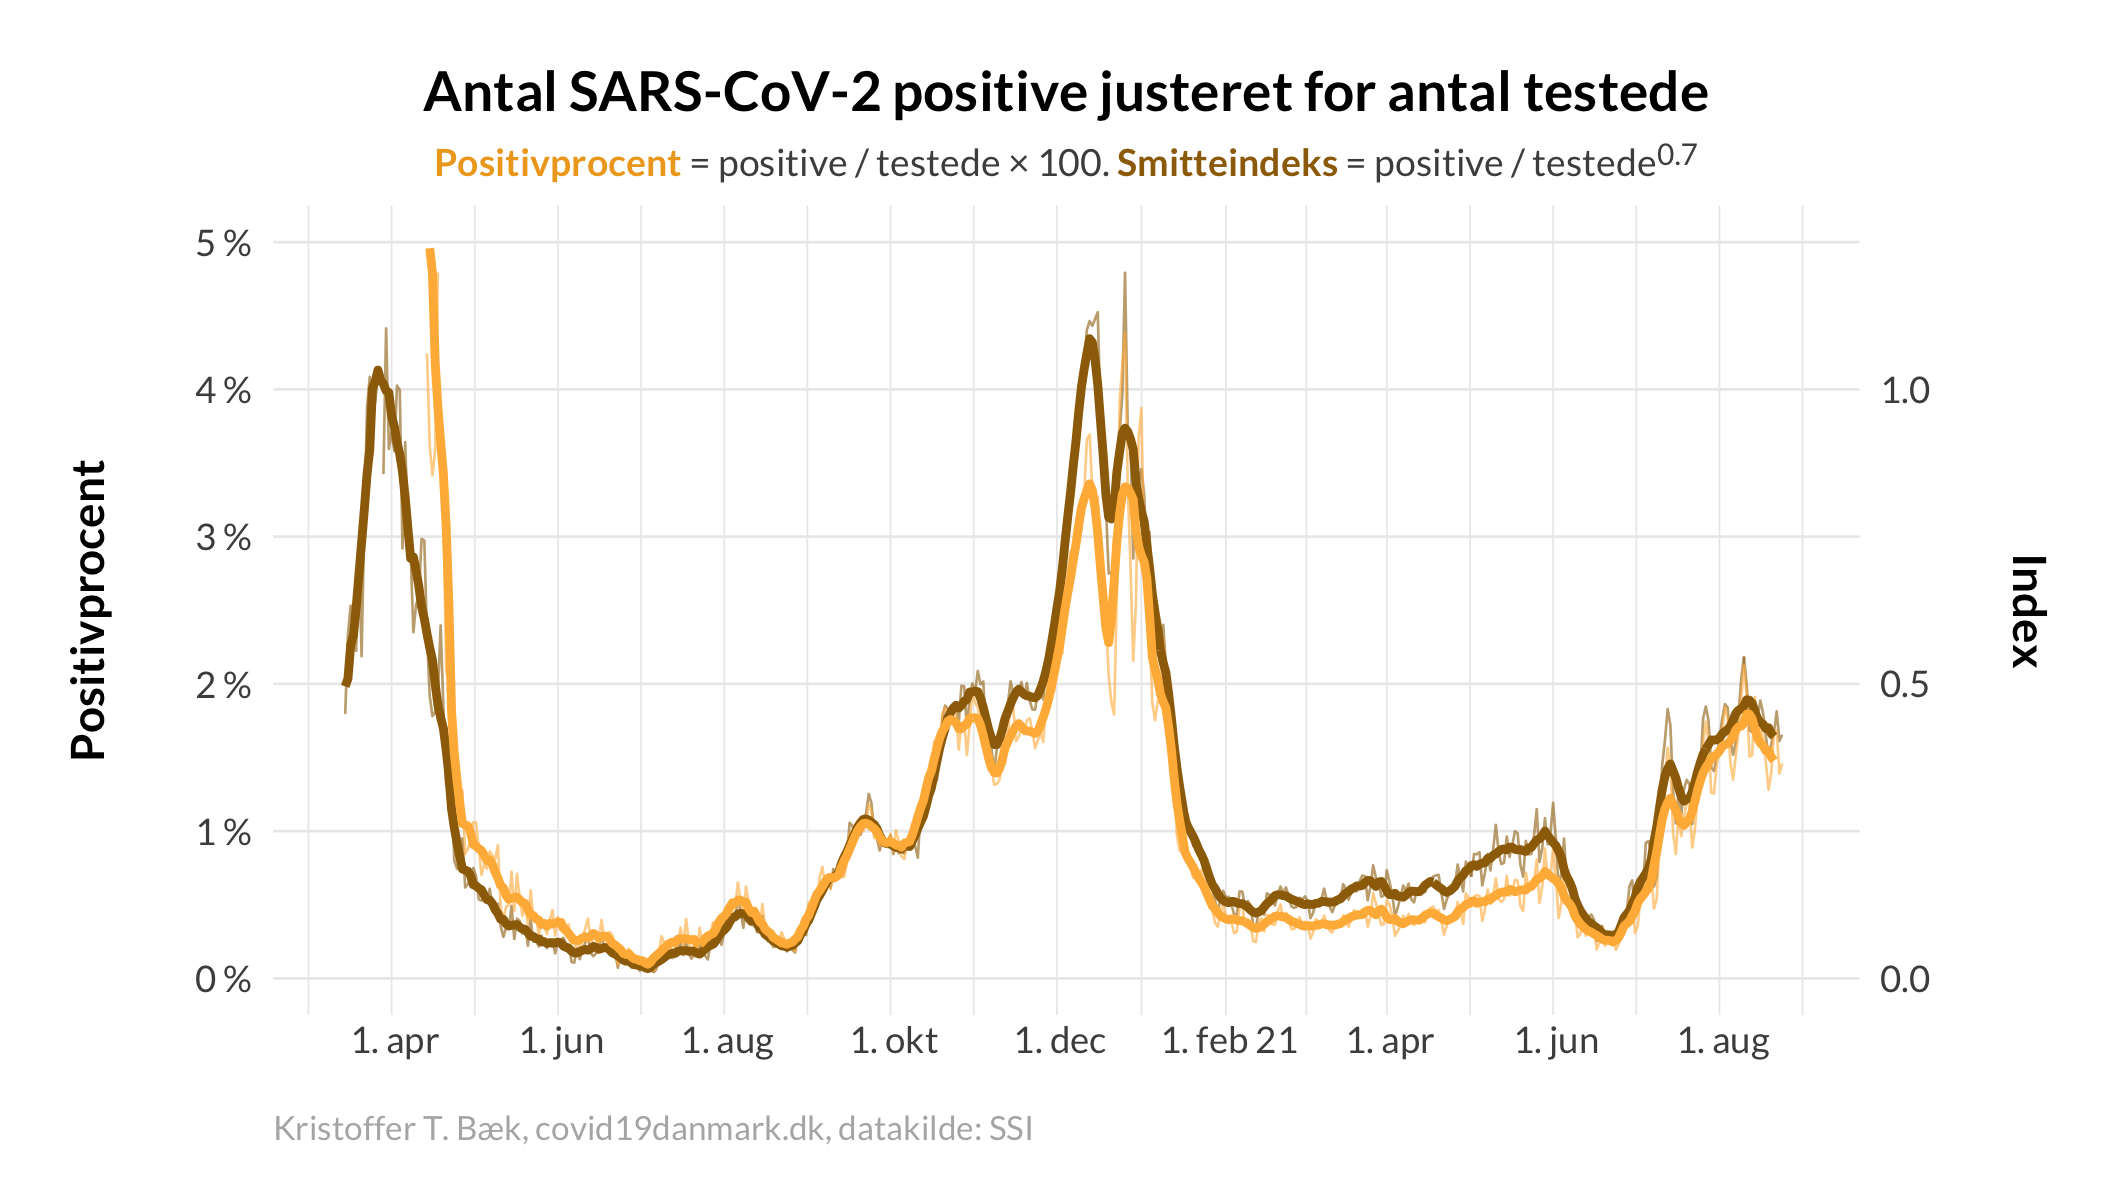 Antal SARS-CoV-2 positive justeret for antal testede
Positivprocent = positive / testede × 100. Smitteindeks = positive / testede^0.7
5 %
4 %
3 %
2 %
1 %
0 %
Positivprocent
1.0
0.5
0.0
Index
1. apr
1. jun
1. aug
1. okt
1. dec
1. feb 21
1. apr
1. jun
1. aug
Kristoffer T. Bæk, covid19danmark.dk, datakilde: SSI